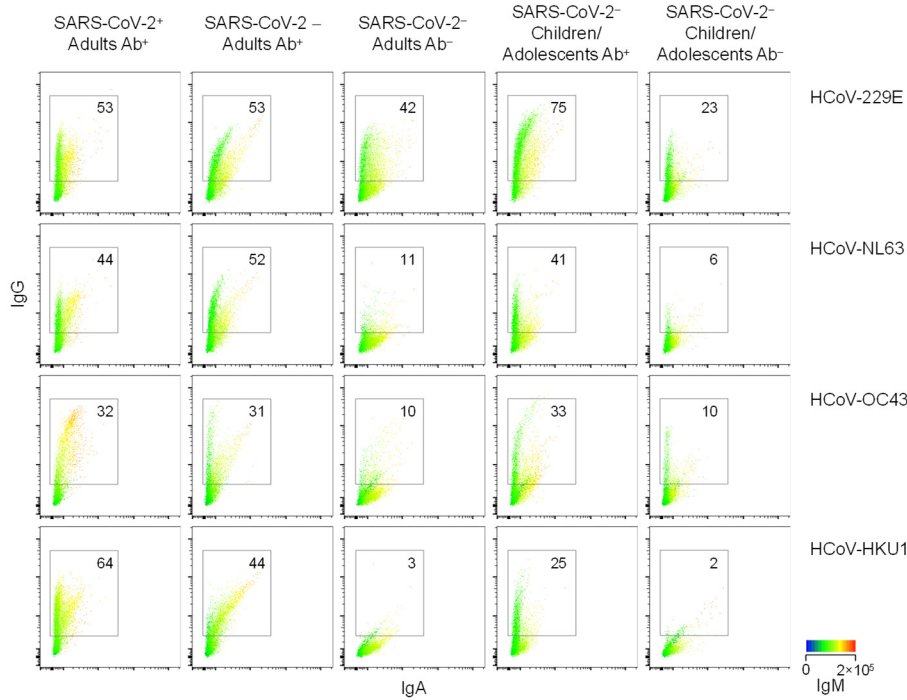 SARS-CoV-2⁺
Adults Ab⁺
SARS-CoV-2 –
Adults Ab⁺
SARS-CoV-2⁻
Adults Ab⁻
SARS-CoV-2⁻
Children/
Adolescents Ab⁺
SARS-CoV-2⁻
Children/
Adolescents Ab⁻
53
53
42
75
23
HCoV-229E
44
52
11
41
6
HCoV-NL63
IgG
32
31
10
33
10
HCoV-OC43
64
44
3
25
2
HCoV-HKU1
0
2×10⁵
IgM
IgA